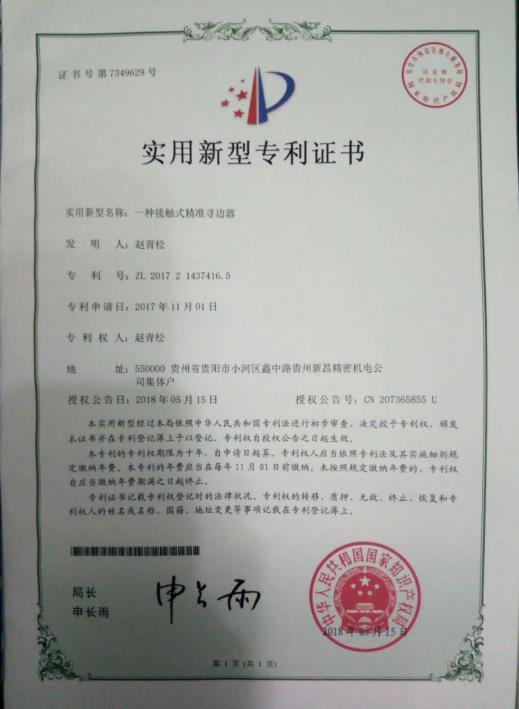 证书号第7349629号
印花税
代扣专用章
国家知识产权局
实用新型专利证书
实用新型名称：一种接触式精准寻边器
发明人：赵青松
专利号：ZL 2017 2 1437416.5
专利申请日：2017年11月01日
专利权人：赵青松
地址：550000 贵州省贵阳市小河区鑫中路贵州新昌精密机电公
司集体户
授权公告日：2018年05月15日 授权公告号：CN 207365855 U
本实用新型经过本局依照中华人民共和国专利法进行初步审查，决定授予专利权，颁发
本证书并在专利登记簿上予以登记。专利权自授权公告之日起生效。
本专利的专利权期限为十年，自申请日起算。专利权人应当依照专利法及其实施细则规
定缴纳年费。本专利的年费应当在每年11月01日前缴纳。未按照规定缴纳年费的，专利权
自应当缴纳年费期满之日起终止。
专利证书记载专利权登记时的法律状况。专利权的转移、质押、无效、终止、恢复和专
利权人的姓名或名称、国籍、地址变更等事项记载在专利登记簿上。
局长
申长雨
申长雨
中华人民共和国国家知识产权局
2018年05月15日
第1页（共1页）